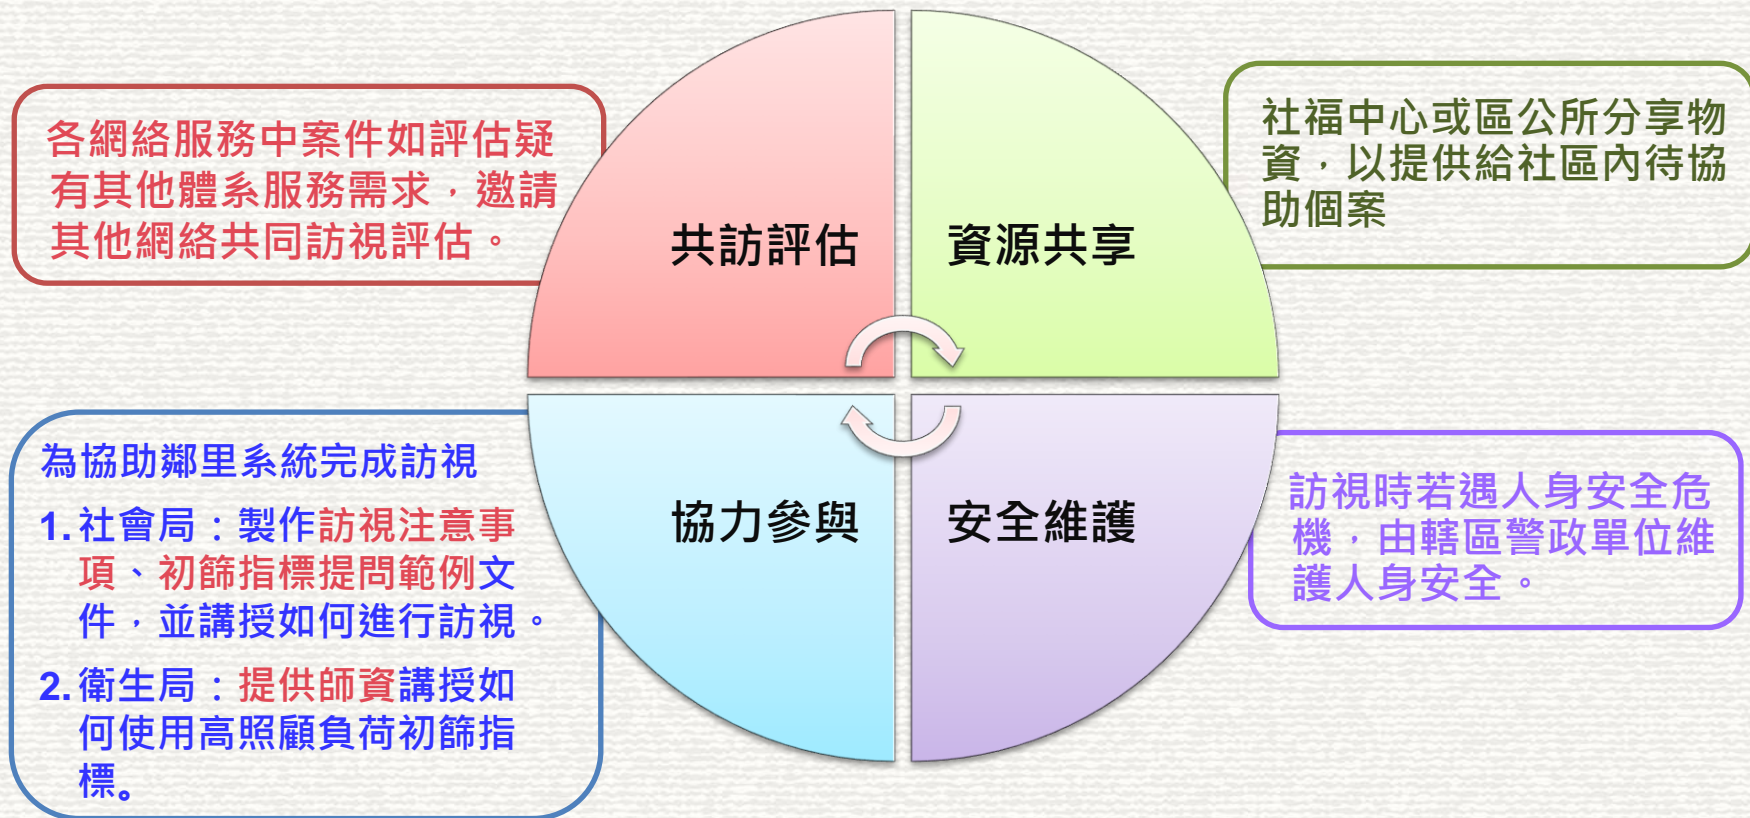 各網絡服務中案件如評估疑
有其他體系服務需求，邀請
其他網絡共同訪視評估。
共訪評估
資源共享
社福中心或區公所分享物
資，以提供給社區內待協
助個案
為協助鄰里系統完成訪視
1. 社會局：製作訪視注意事
項、初篩指標提問範例文
件，並講授如何進行訪視。
2. 衛生局：提供師資講授如
何使用高照顧負荷初篩指
標。
協力參與
安全維護
訪視時若遇人身安全危
機，由轄區警政單位維
護人身安全。